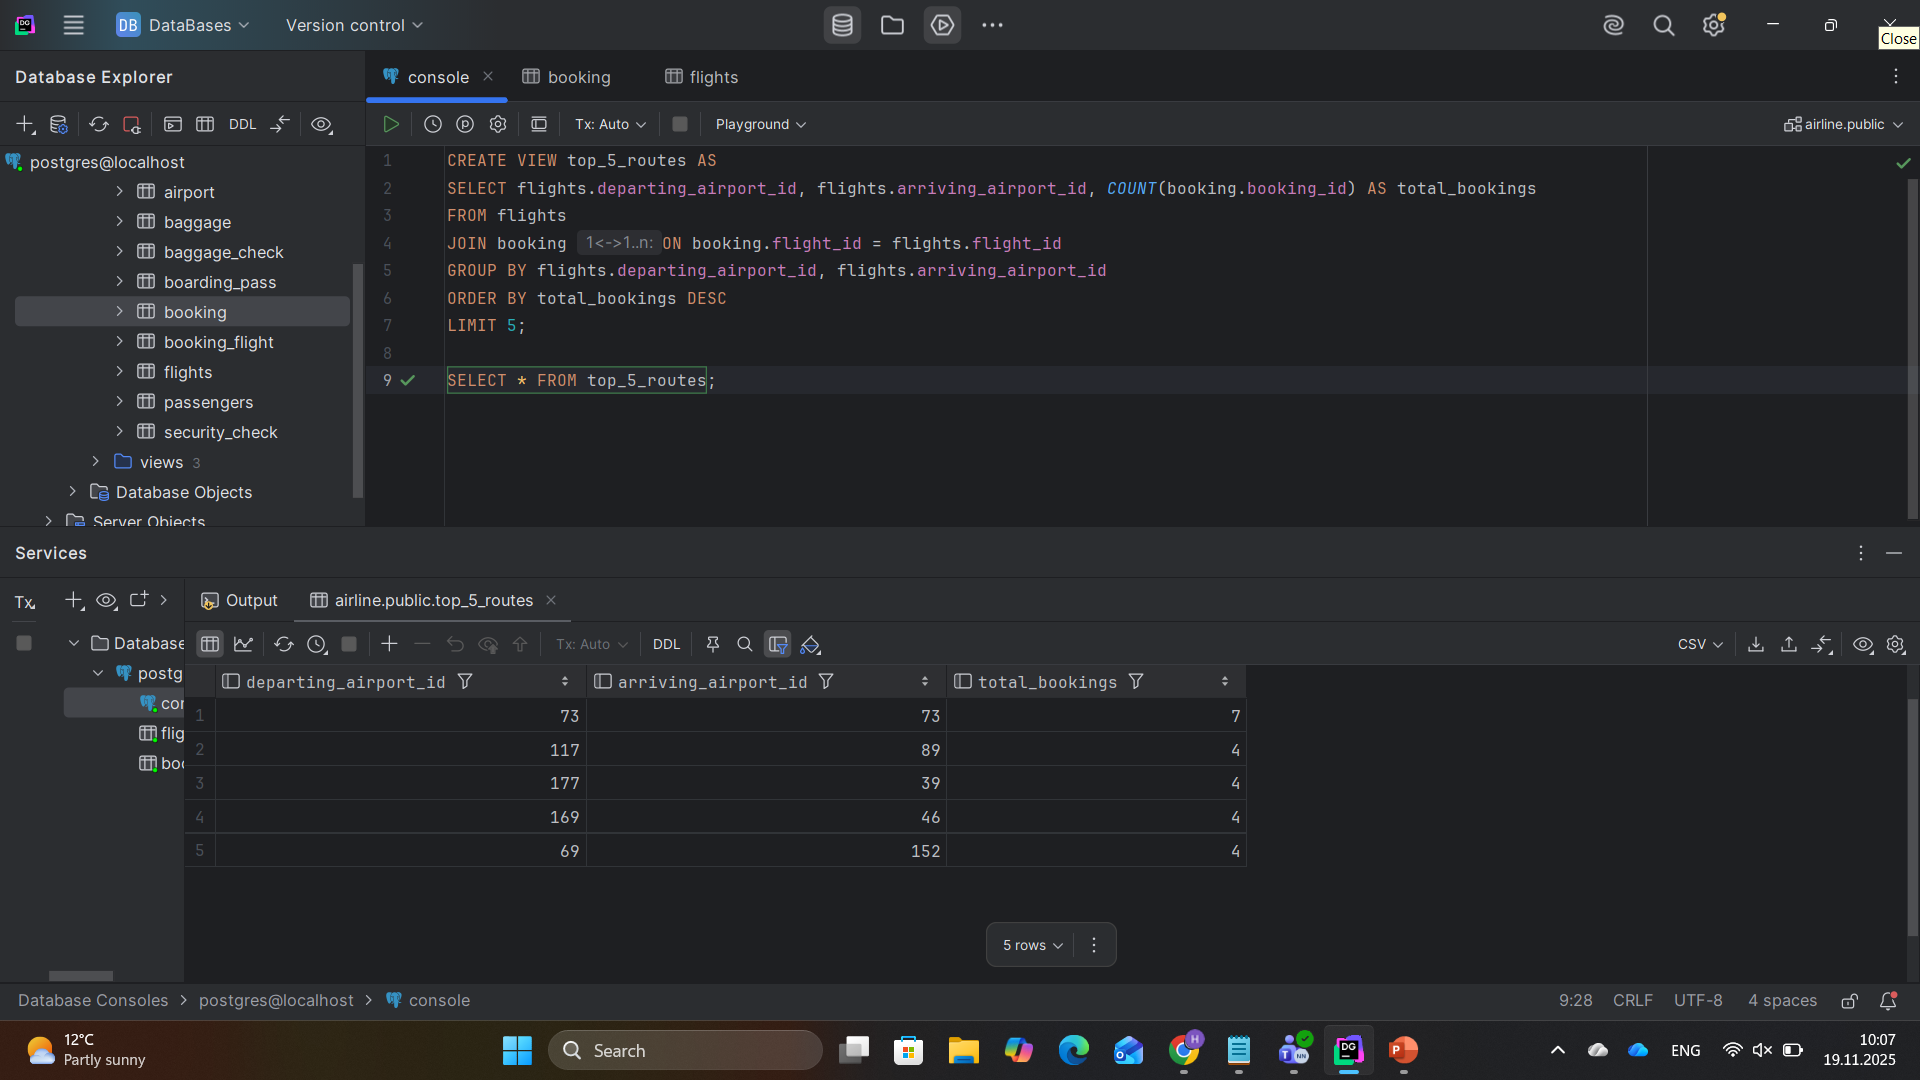 DB DataBases
Version control
Close
Database Explorer
console
booking
flights
DDL
Tx: Auto
Playground
airline.public
postgres@localhost
airport
baggage
baggage_check
boarding_pass
booking
booking_flight
flights
passengers
security_check
views 3
Database Objects
Server Objects
1 CREATE VIEW top_5_routes AS
2 SELECT flights.departing_airport_id, flights.arriving_airport_id, COUNT(booking.booking_id) AS total_bookings
3 FROM flights
4 JOIN booking 1<->1..n: ON booking.flight_id = flights.flight_id
5 GROUP BY flights.departing_airport_id, flights.arriving_airport_id
6 ORDER BY total_bookings DESC
7 LIMIT 5;
8
9 SELECT * FROM top_5_routes;
Services
Tx
Output
airline.public.top_5_routes
Database
postg
con
flig
boo
Tx: Auto
DDL
CSV
departing_airport_id arriving_airport_id total_bookings
1 73 73 7
2 117 89 4
3 177 39 4
4 169 46 4
5 69 152 4
5 rows
Database Consoles > postgres@localhost > console
9:28 CRLF UTF-8 4 spaces
12°C
Partly sunny
Search
ENG
10:07
19.11.2025